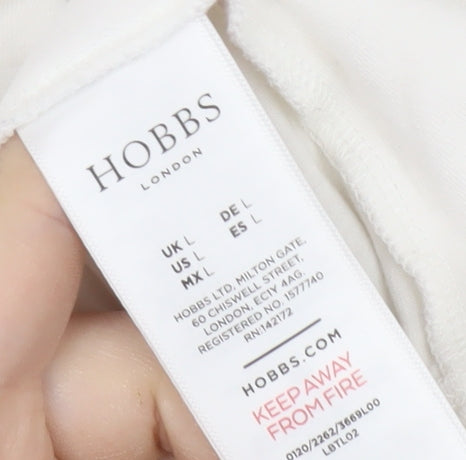 HOBBS
LONDON
UK L DE L
US L ES L
MX L
HOBBS LTD, MILTON GATE,
60 CHISWELL STREET,
LONDON, EC1Y 4AG.
REGISTERED NO. 1577740
RN:142172
HOBBS.COM
KEEP AWAY
FROM FIRE
0120/2262/3669L00
LBTL02